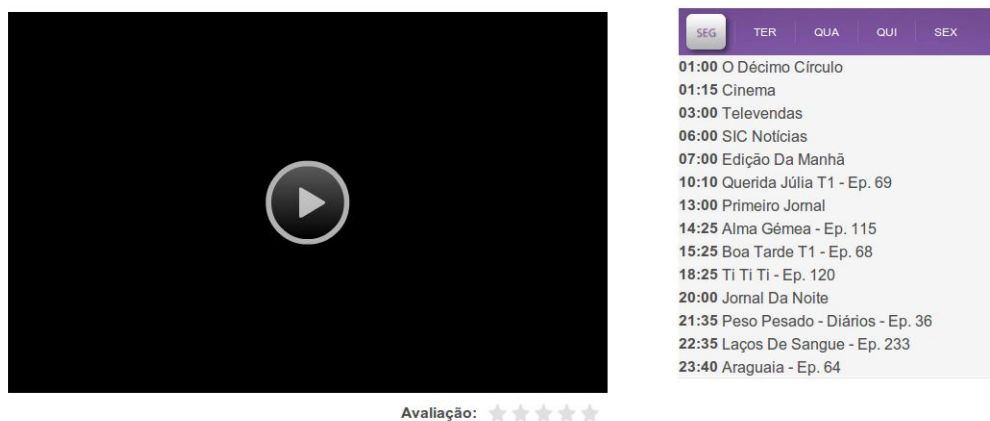 SEG TER QUA QUI SEX
01:00 O Décimo Círculo
01:15 Cinema
03:00 Televendas
06:00 SIC Notícias
07:00 Edição Da Manhã
10:10 Querida Júlia T1 - Ep. 69
13:00 Primeiro Jornal
14:25 Alma Gémea - Ep. 115
15:25 Boa Tarde T1 - Ep. 68
18:25 Ti Ti Ti - Ep. 120
20:00 Jornal Da Noite
21:35 Peso Pesado - Diários - Ep. 36
22:35 Laços De Sangue - Ep. 233
23:40 Araguaia - Ep. 64
Avaliação: